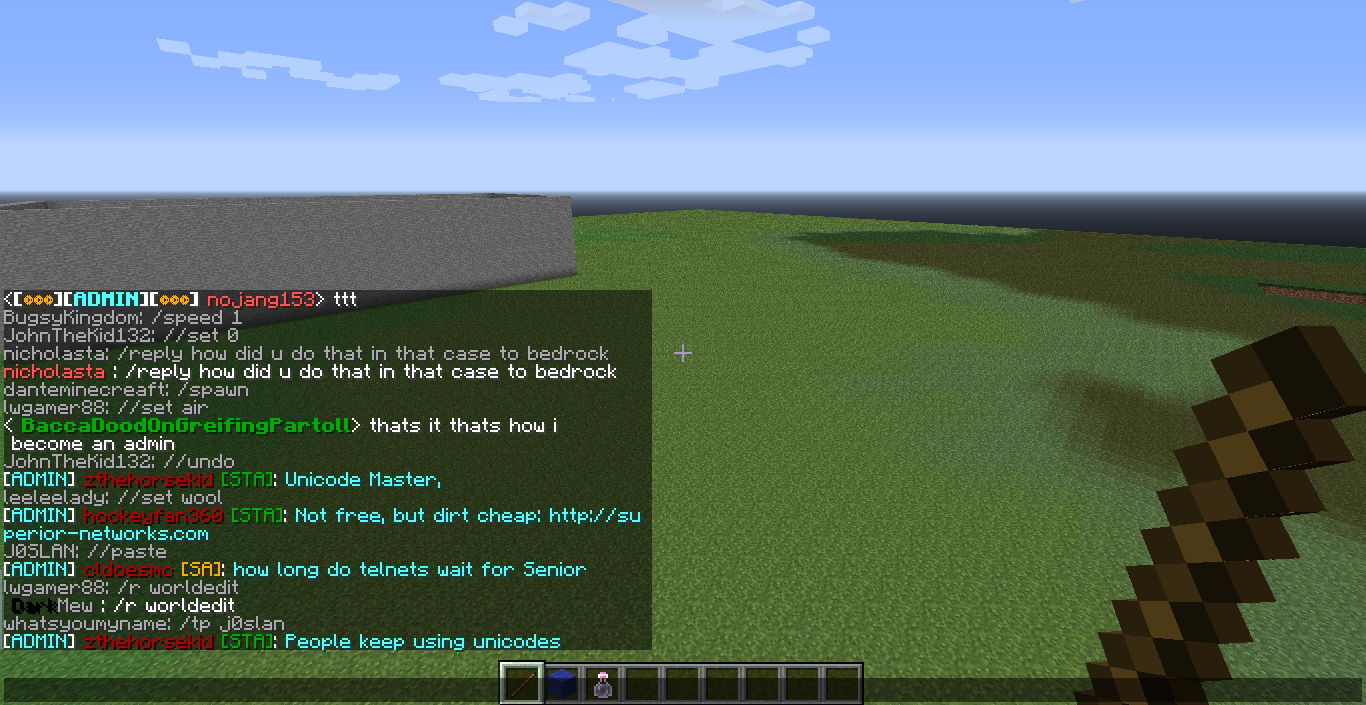 <[◇◇◇][ADMIN][◇◇◇] nojang153> ttt
BugsyKingdom: /speed 1
JohnTheKid132: //set 0
nicholasta: /reply how did u do that in that case to bedrock
nicholasta : /reply how did u do that in that case to bedrock
danteminecreaft: /spawn
lwgamer88: //set air
< BaccaDoodOnGreifingPartoll> thats it thats how i
become an admin
JohnTheKid132: //undo
[ADMIN] zthehorsekid [STA]: Unicode Master,
leeleelady: //set wool
[ADMIN] hockeyfan360 [STA]: Not free, but dirt cheap: http://su
perior-networks.com
J0SLAN: //paste
[ADMIN] cldoesmc [SA]: how long do telnets wait for Senior
lwgamer88: /r worldedit
DarkMew : /r worldedit
whatsyoumyname: /tp j0slan
[ADMIN] zthehorsekid [STA]: People keep using unicodes